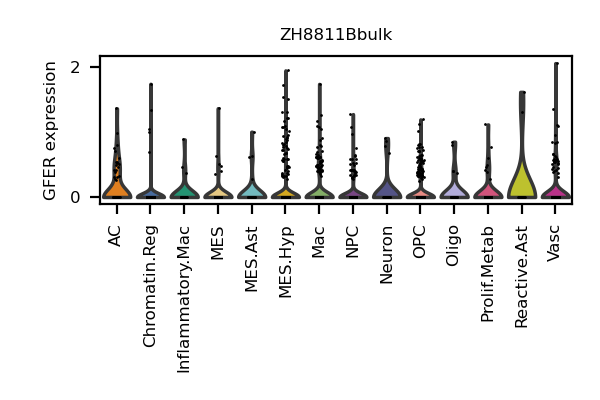 ZH8811Bbulk
GFER expression
2
0
AC
Chromatin.Reg
Inflammatory.Mac
MES
MES.Ast
MES.Hyp
Mac
NPC
Neuron
OPC
Oligo
Prolif.Metab
Reactive.Ast
Vasc